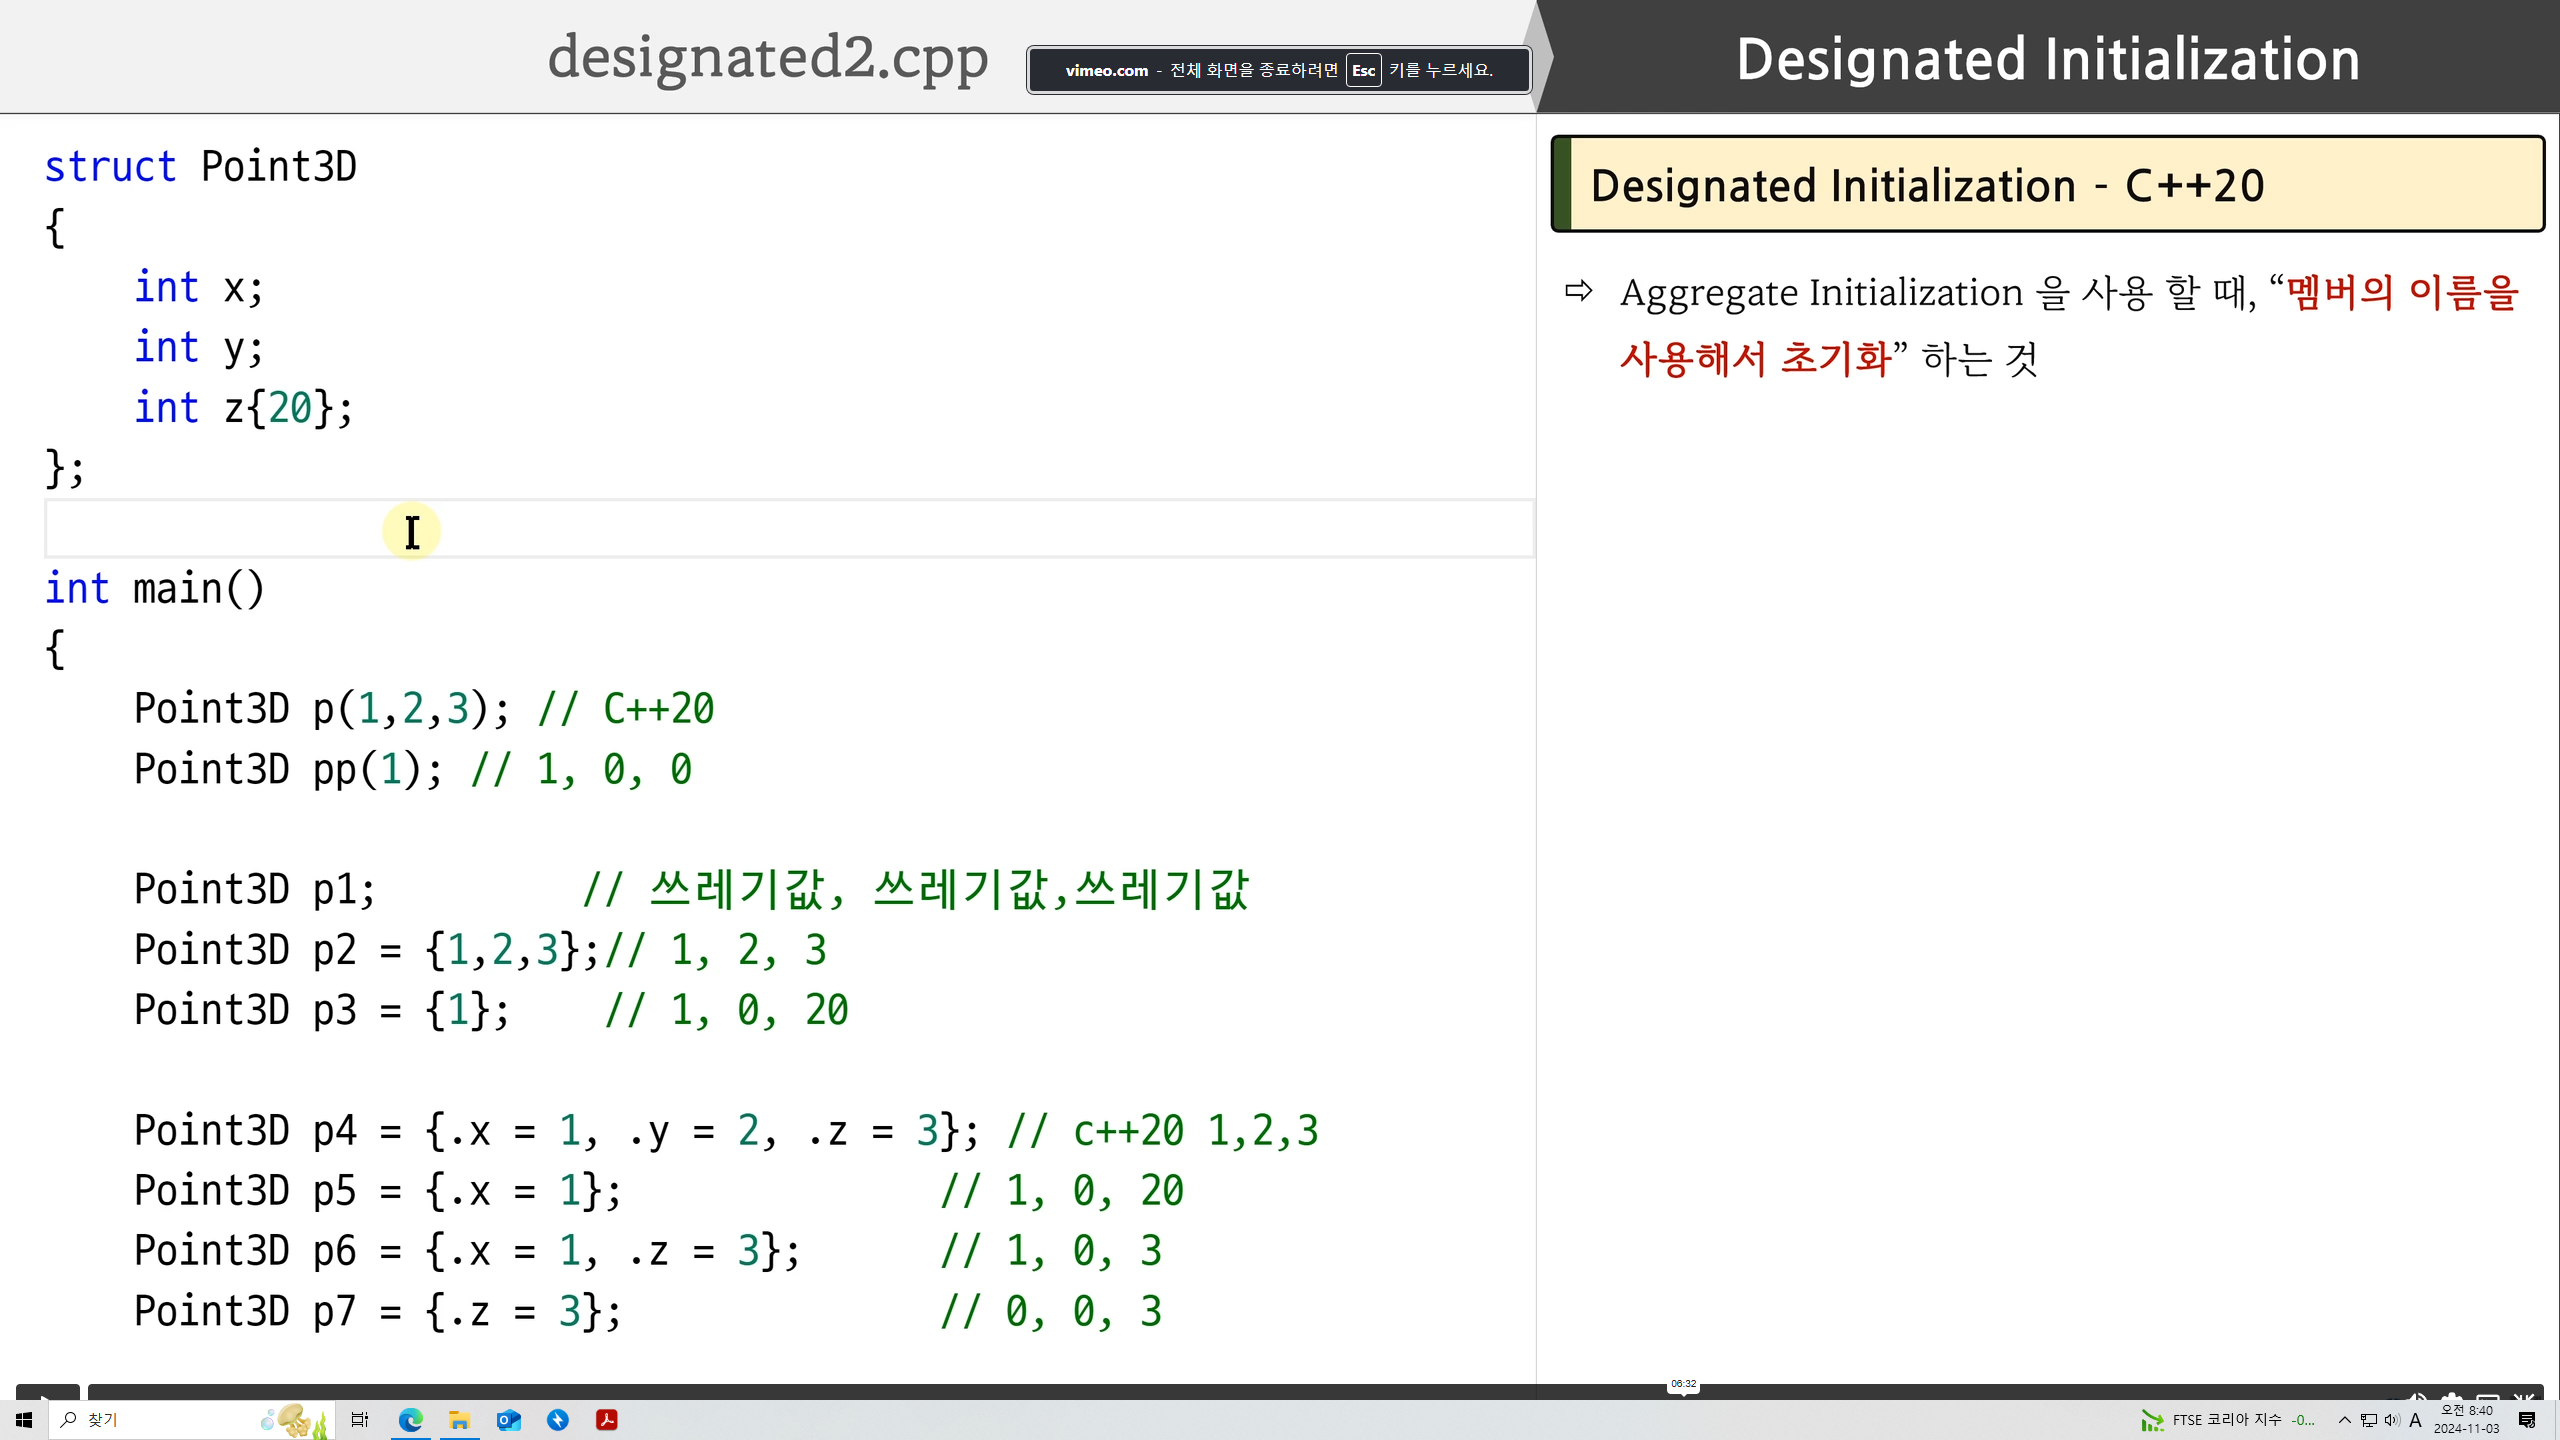 designated2.cpp
vimeo.com - 전체 화면을 종료하려면 Esc 키를 누르세요.
Designated Initialization
struct Point3D
{
    int x;
    int y;
    int z{20};
};
int main()
{
    Point3D p(1,2,3); // C++20
    Point3D pp(1); // 1, 0, 0
    Point3D p1;         // 쓰레기값, 쓰레기값,쓰레기값
    Point3D p2 = {1,2,3};// 1, 2, 3
    Point3D p3 = {1};    // 1, 0, 20
    Point3D p4 = {.x = 1, .y = 2, .z = 3}; // c++20 1,2,3
    Point3D p5 = {.x = 1};              // 1, 0, 20
    Point3D p6 = {.x = 1, .z = 3};      // 1, 0, 3
    Point3D p7 = {.z = 3};              // 0, 0, 3
Designated Initialization - C++20
⇨ Aggregate Initialization 을 사용 할 때, “멤버의 이름을
사용해서 초기화” 하는 것
06:32
찾기
FTSE 코리아 지수 -0...
A
오전 8:40
2024-11-03